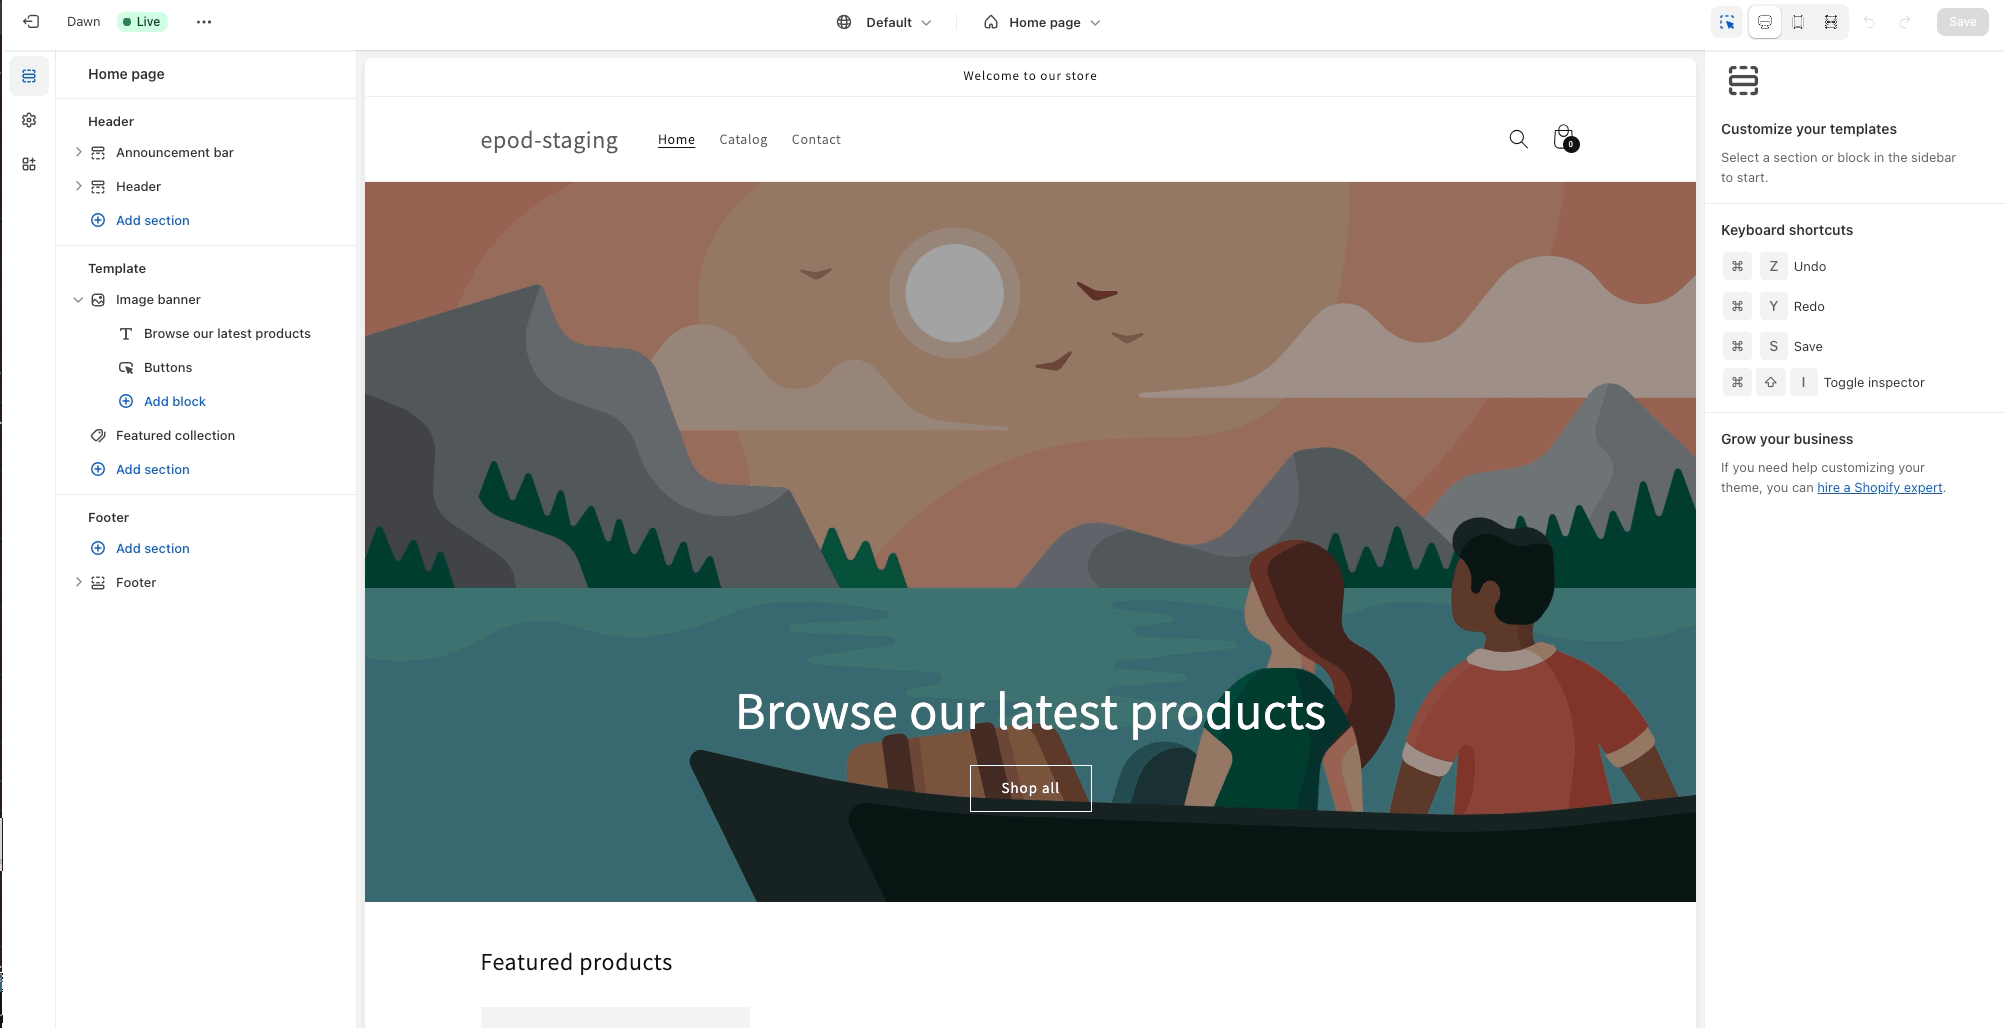 Dawn
Live
Default
Home page
Save
Home page
Header
Announcement bar
Header
Add section
Template
Image banner
Browse our latest products
Buttons
Add block
Featured collection
Add section
Footer
Add section
Footer
Welcome to our store
epod-staging
Home
Catalog
Contact
0
Browse our latest products
Shop all
Featured products
Customize your templates
Select a section or block in the sidebar
to start.
Keyboard shortcuts
⌘ Z Undo
⌘ Y Redo
⌘ S Save
⌘ ⇧ I Toggle inspector
Grow your business
If you need help customizing your
theme, you can hire a Shopify expert.